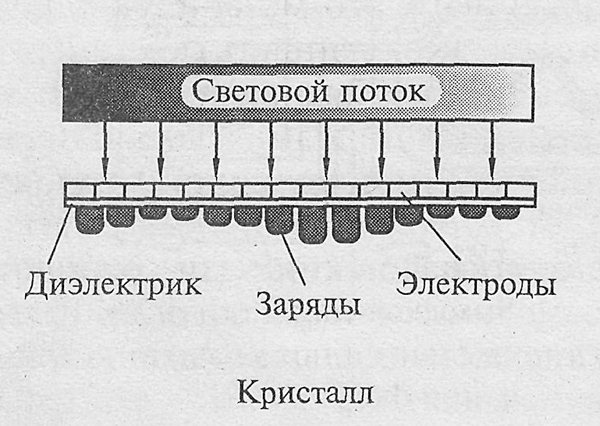 Световой поток
Диэлектрик
Заряды
Электроды
Кристалл